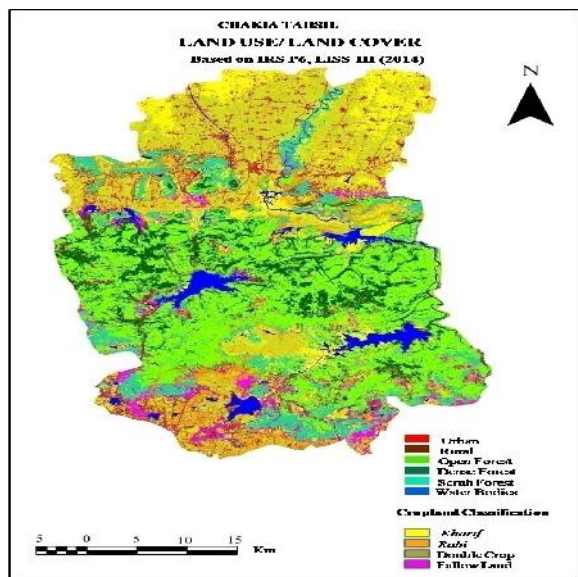 CHAKIA TAHSIL
LAND USE/ LAND COVER
Based on IRS P6, LISS III (2014)
N
Urban
Rural
Open Forest
Dense Forest
Scrub Forest
Water Bodies
Cropland Classification
Kharif
Rabi
Double Crop
Fallow Land
5 0 5 10 15
Km